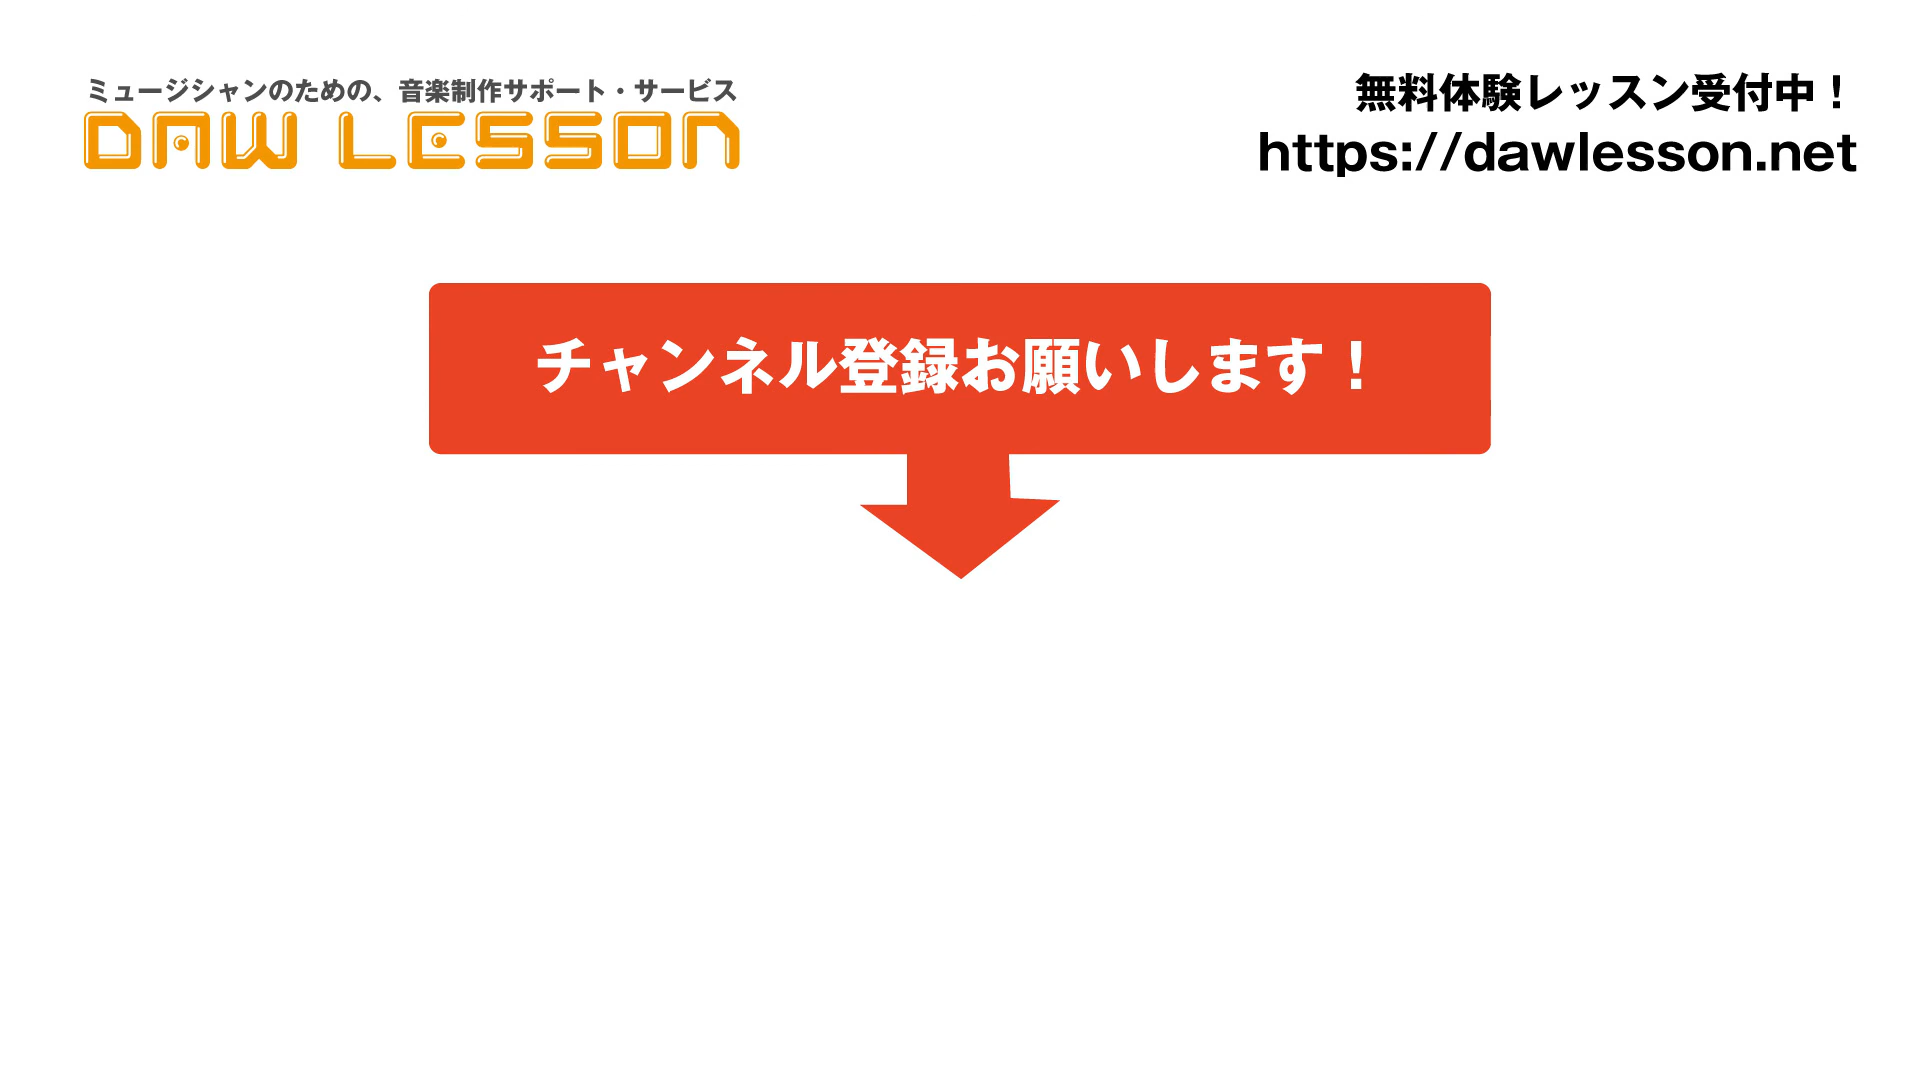 ミュージシャンのための、音楽制作サポート・サービス
DAW LESSON
無料体験レッスン受付中！
https://dawlesson.net
チャンネル登録お願いします！